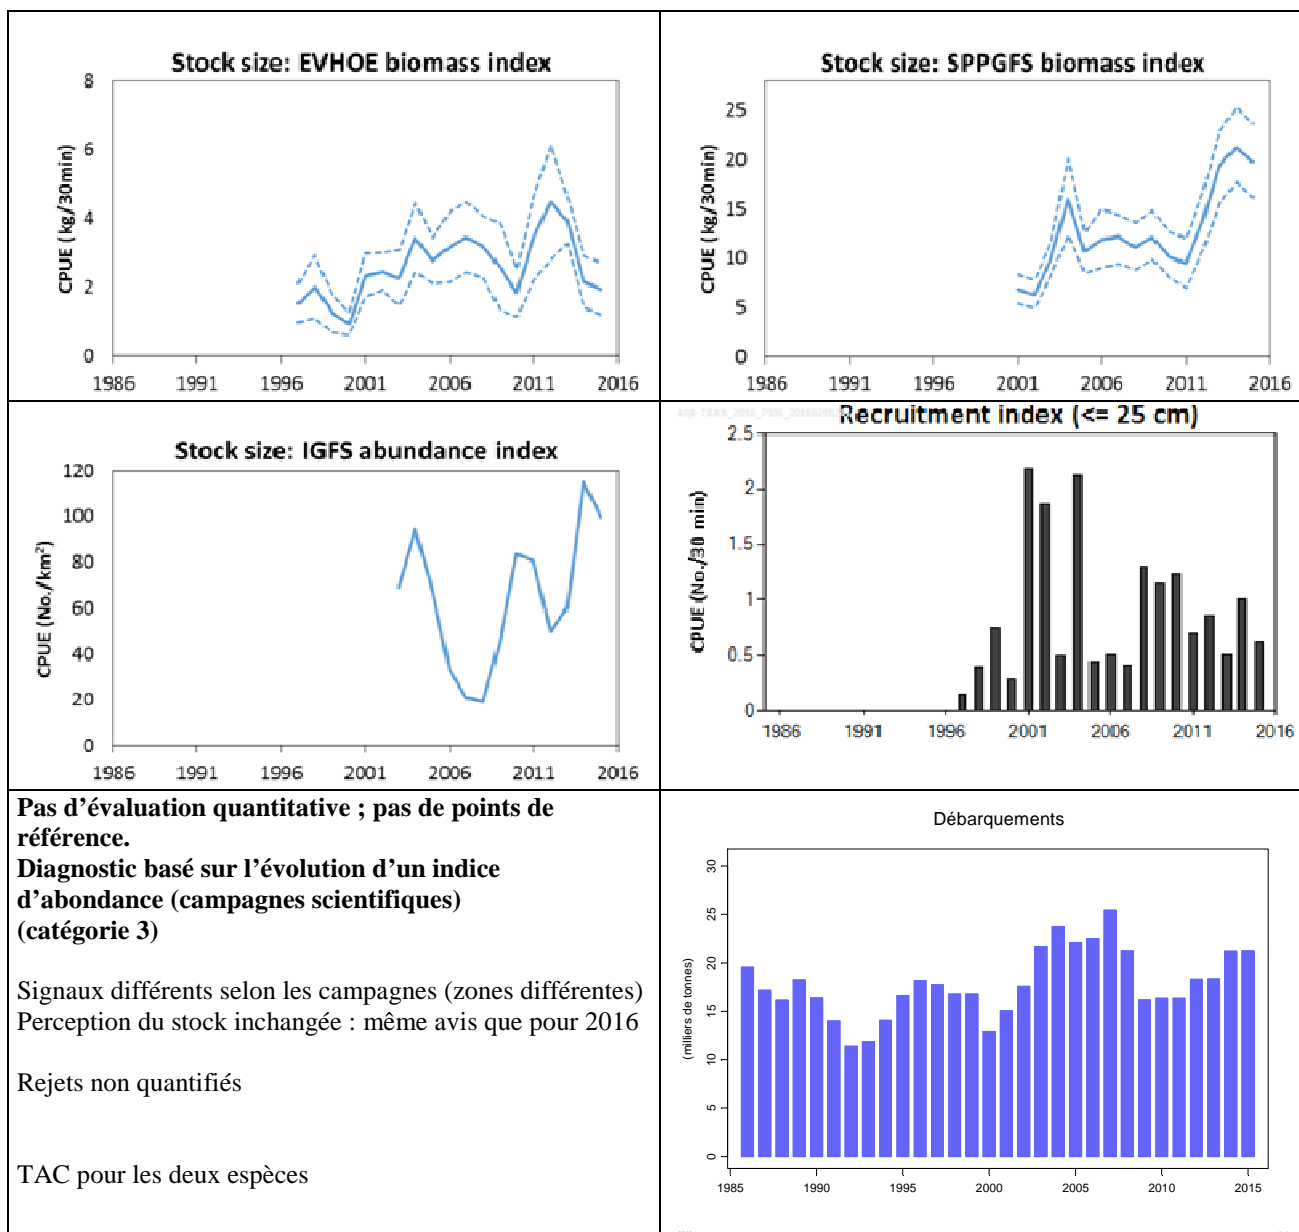 Stock size: EVHOE biomass index
CPUE (kg/30min)
8
6
4
2
0
1986 1991 1996 2001 2006 2011 2016
Stock size: SPPGFS biomass index
CPUE (kg/30min)
25
20
15
10
5
0
1986 1991 1996 2001 2006 2011 2016
Stock size: IGFS abundance index
CPUE (No./km²)
120
100
80
60
40
20
0
1986 1991 1996 2001 2006 2011 2016
Recruitment index (<= 25 cm)
CPUE (No./30 min)
2.5
2
1.5
1
0.5
0
1986 1991 1996 2001 2006 2011 2016
Pas d’évaluation quantitative ; pas de points de
référence.
Diagnostic basé sur l’évolution d’un indice
d’abondance (campagnes scientifiques)
(catégorie 3)
Signaux différents selon les campagnes (zones différentes)
Perception du stock inchangée : même avis que pour 2016
Rejets non quantifiés
TAC pour les deux espèces
Débarquements
(milliers de tonnes)
30
25
20
15
10
5
0
1985 1990 1995 2000 2005 2010 2015